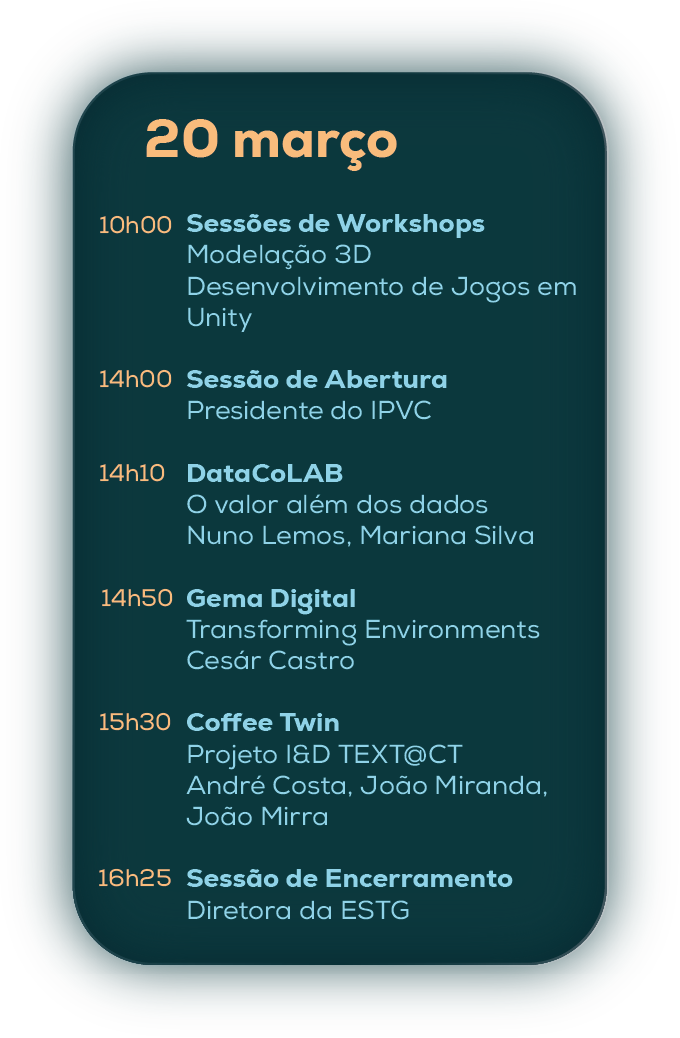 20 março
10h00 Sessões de Workshops
Modelação 3D
Desenvolvimento de Jogos em
Unity
14h00 Sessão de Abertura
Presidente do IPVC
14h10 DataCoLAB
O valor além dos dados
Nuno Lemos, Mariana Silva
14h50 Gema Digital
Transforming Environments
Cesár Castro
15h30 Coffee Twin
Projeto I&D TEXT@CT
André Costa, João Miranda,
João Mirra
16h25 Sessão de Encerramento
Diretora da ESTG